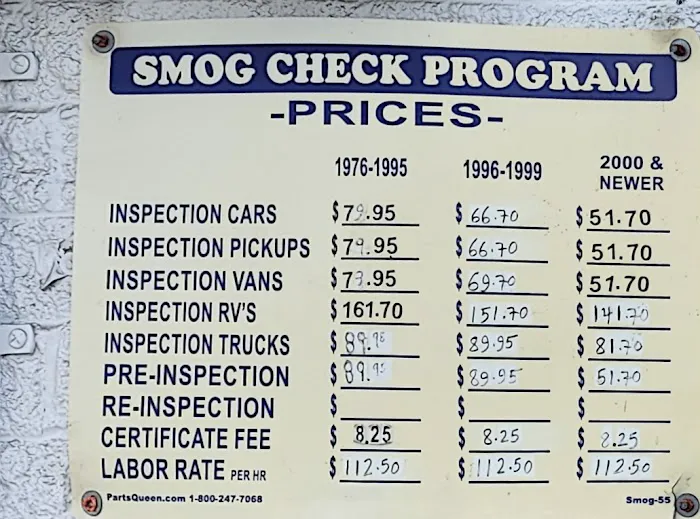 SMOG CHECK PROGRAM
-PRICES-
1976-1995 1996-1999 2000 & NEWER
INSPECTION CARS $79.95 $66.70 $51.70
INSPECTION PICKUPS $79.95 $66.70 $51.70
INSPECTION VANS $79.95 $69.70 $51.70
INSPECTION RV'S $161.70 $151.70 $141.70
INSPECTION TRUCKS $89.95 $89.95 $81.70
PRE-INSPECTION $89.95 $89.95 $51.70
RE-INSPECTION $ $ $
CERTIFICATE FEE $8.25 $8.25 $8.25
LABOR RATE PER HR $112.50 $112.50 $112.50
PartsQueen.com 1-800-247-7068 Smog-55